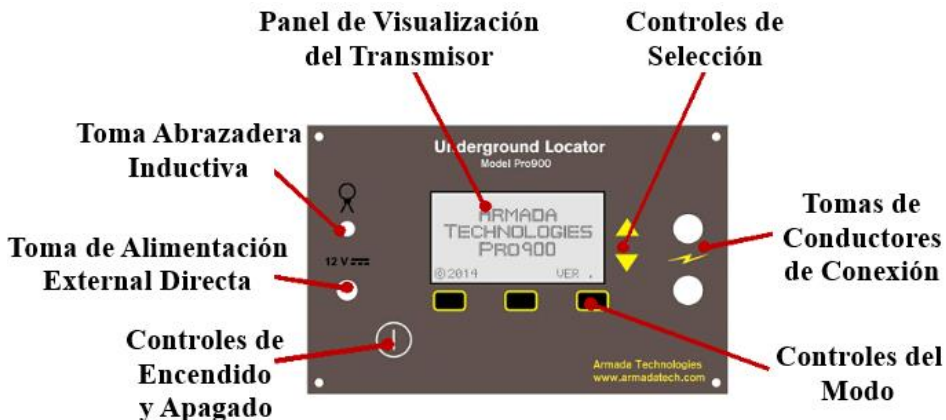 Panel de Visualización
del Transmisor
Controles de
Selección
Toma Abrazadera
Inductiva
Underground Locator
Model Pro900
ARMADA
TECHNOLOGIES
PRO900
©2014 VER .
Tomas de
Conductores
de Conexión
Toma de Alimentación
External Directa
12 V
Controles de
Encendido
y Apagado
Armada Technologies
www.armadatech.com
Controles del
Modo